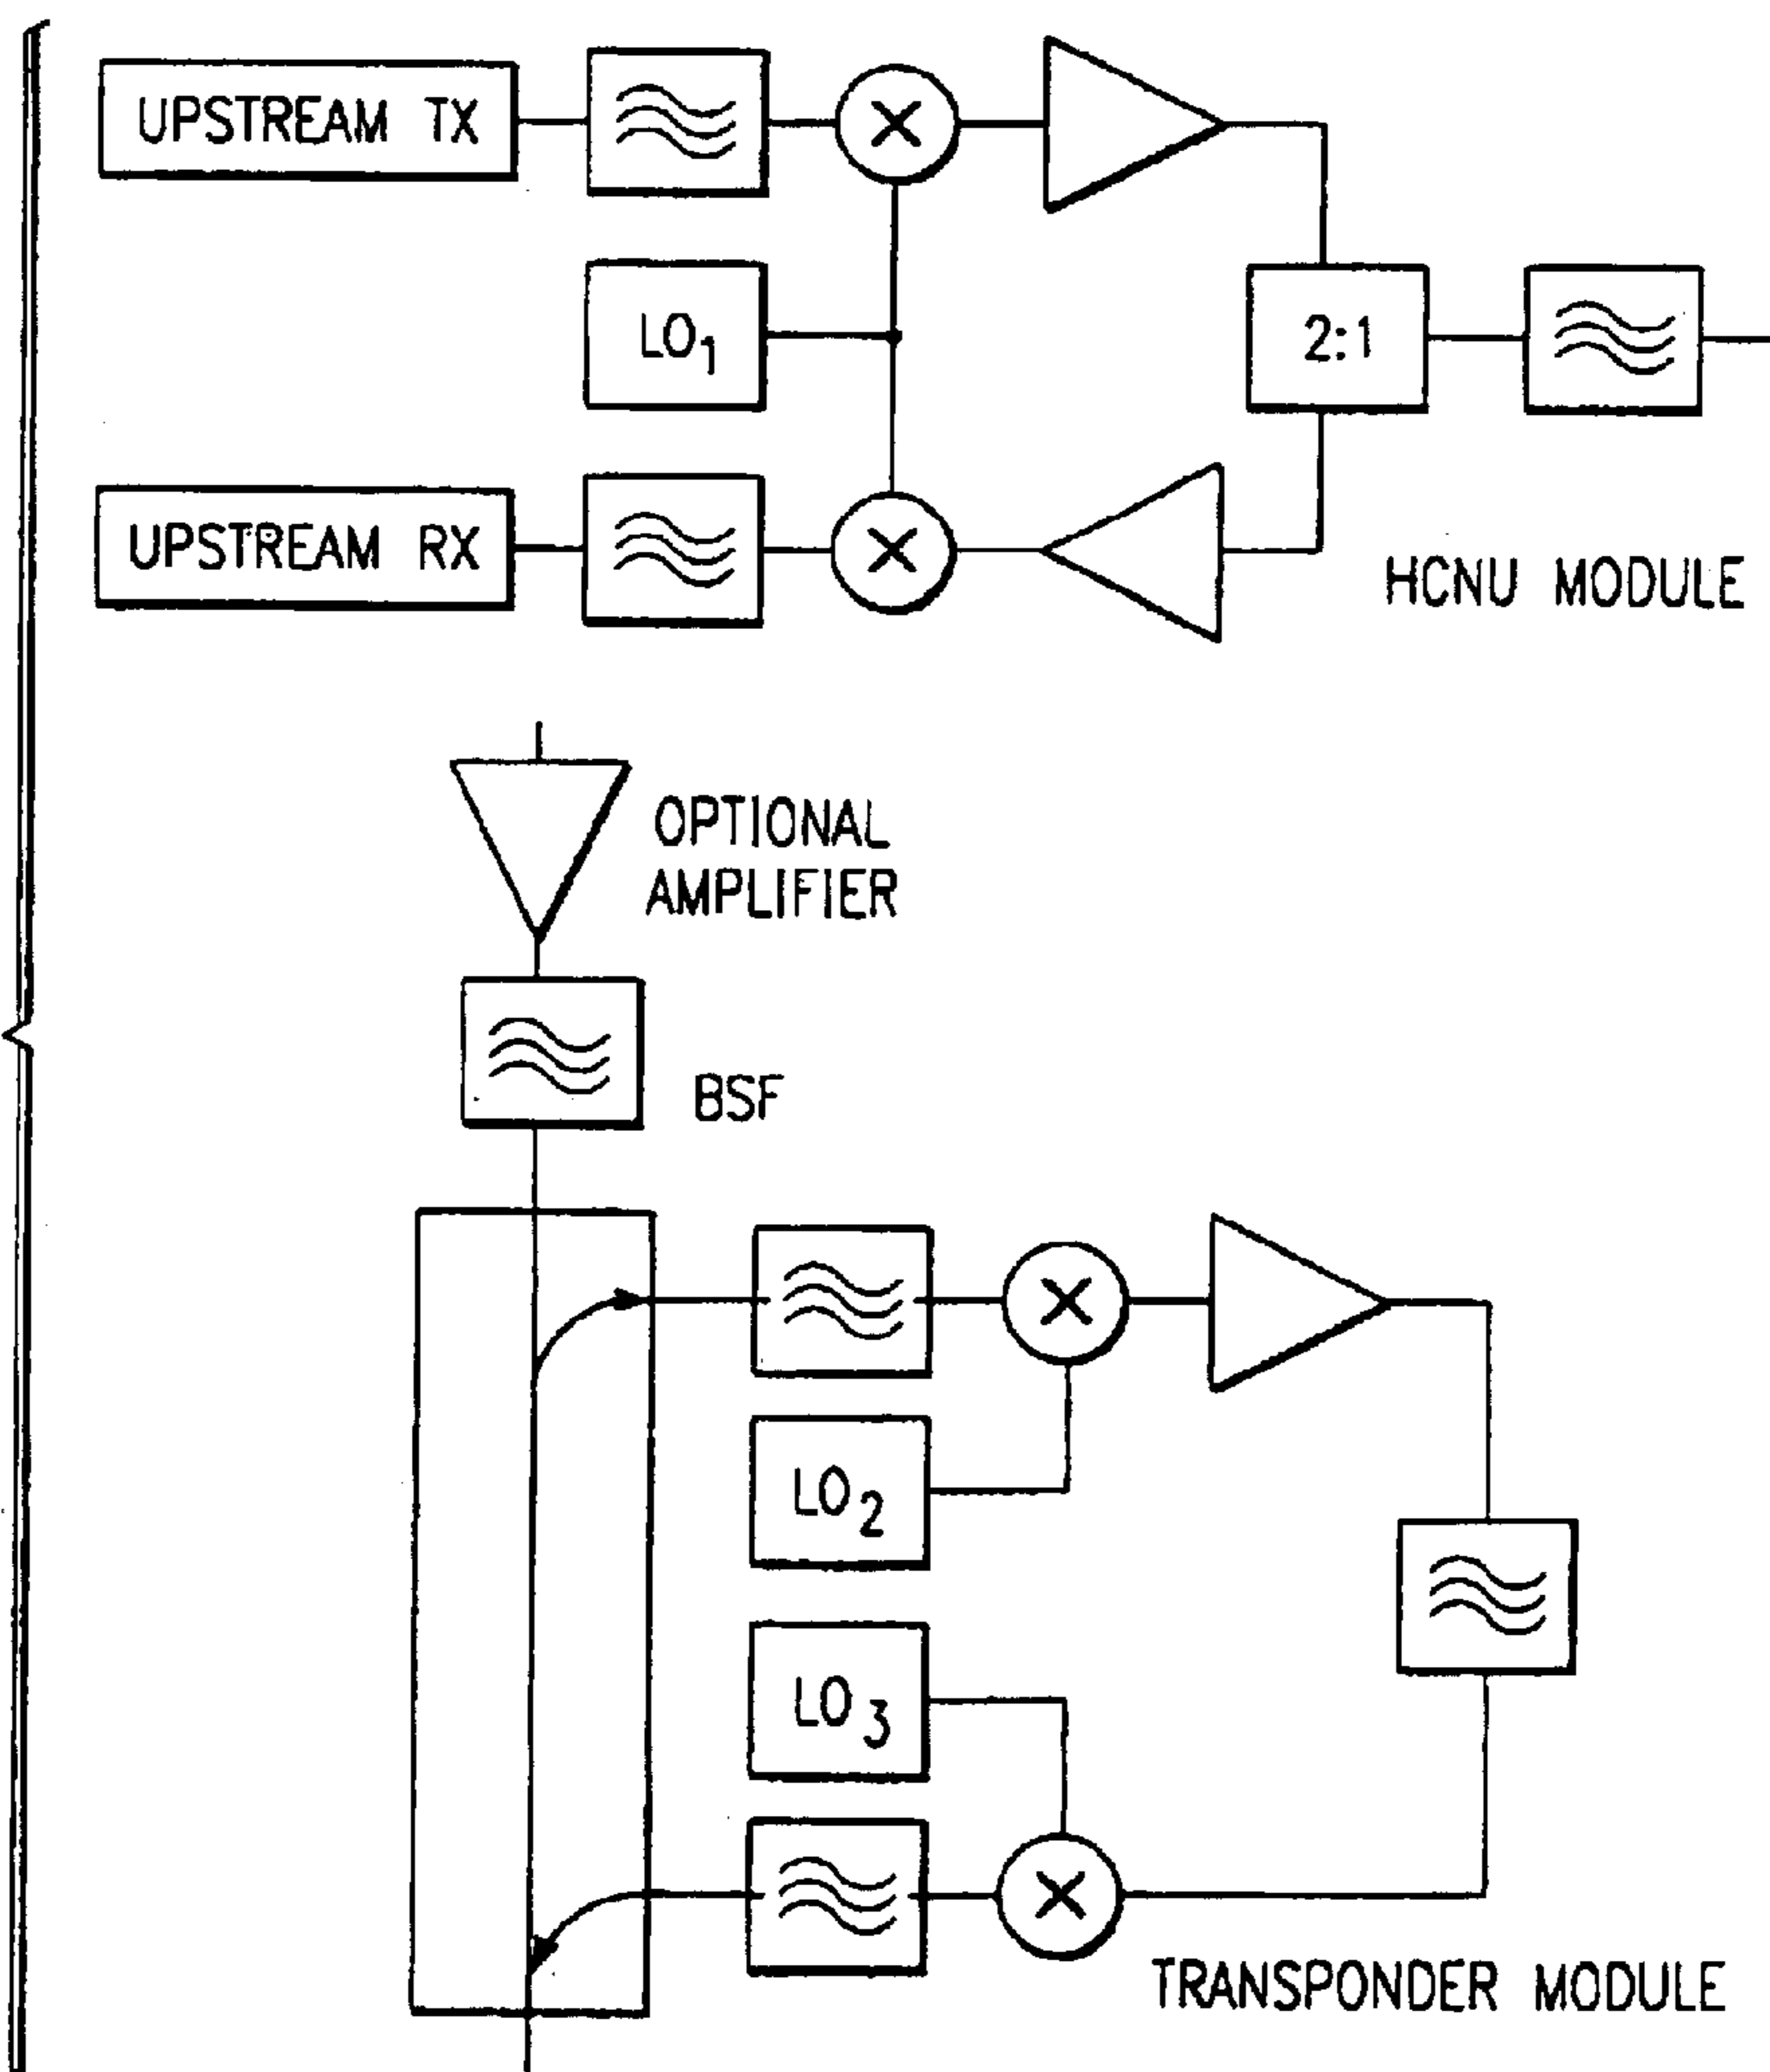 UPSTREAM TX
LO1
2:1
UPSTREAM RX
HCNU MODULE
OPTIONAL
AMPLIFIER
BSF
LO2
LO3
TRANSPONDER MODULE